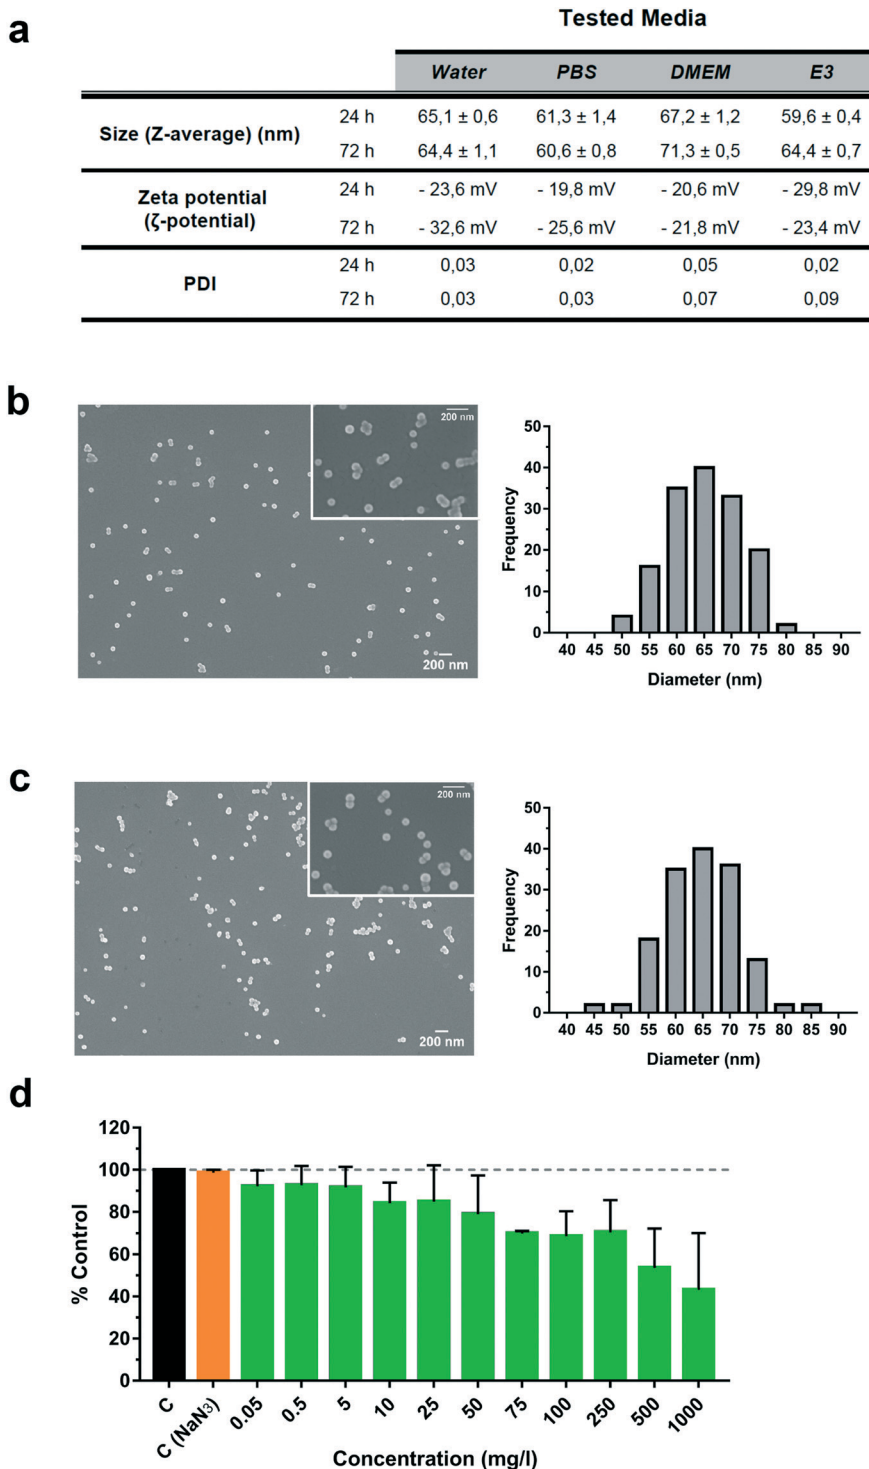 a
Tested Media
Water PBS DMEM E3
Size (Z-average) (nm) 24 h 65,1 ± 0,6 61,3 ± 1,4 67,2 ± 1,2 59,6 ± 0,4
72 h 64,4 ± 1,1 60,6 ± 0,8 71,3 ± 0,5 64,4 ± 0,7
Zeta potential (ζ-potential) 24 h - 23,6 mV - 19,8 mV - 20,6 mV - 29,8 mV
72 h - 32,6 mV - 25,6 mV - 21,8 mV - 23,4 mV
PDI 24 h 0,03 0,02 0,05 0,02
72 h 0,03 0,03 0,07 0,09
b
200 nm
200 nm
50
40
30
20
10
0
Frequency
40 45 50 55 60 65 70 75 80 85 90
Diameter (nm)
c
200 nm
200 nm
50
40
30
20
10
0
Frequency
40 45 50 55 60 65 70 75 80 85 90
Diameter (nm)
d
120
100
80
60
40
20
0
% Control
C C (NaN3) 0.05 0.5 5 10 25 50 75 100 250 500 1000
Concentration (mg/l)